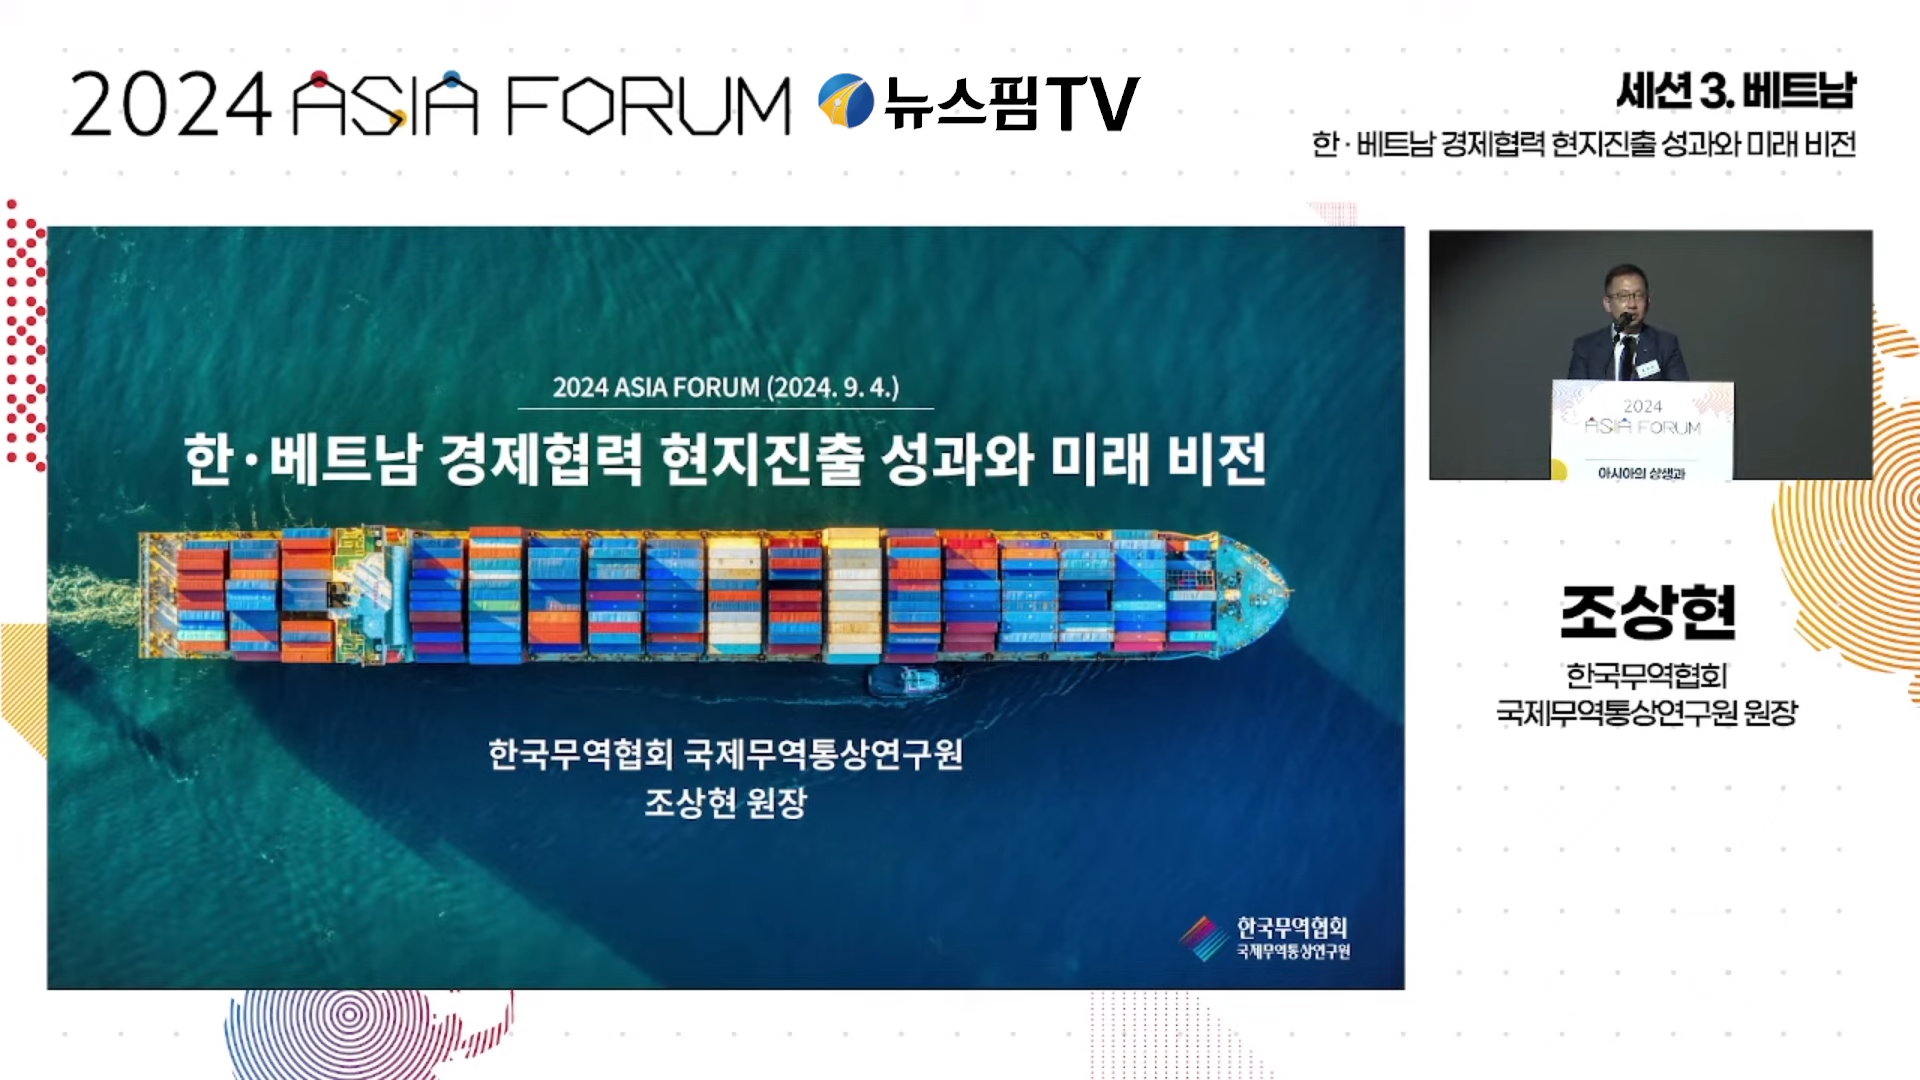 2024 ASIA FORUM 뉴스핌TV
세션 3. 베트남
한·베트남 경제협력 현지진출 성과와 미래 비전
2024 ASIA FORUM (2024. 9. 4.)
한·베트남 경제협력 현지진출 성과와 미래 비전
한국무역협회 국제무역통상연구원
조상현 원장
한국무역협회
국제무역통상연구원
2024
ASIA FORUM
아시아의 상생과
조상현
한국무역협회
국제무역통상연구원 원장